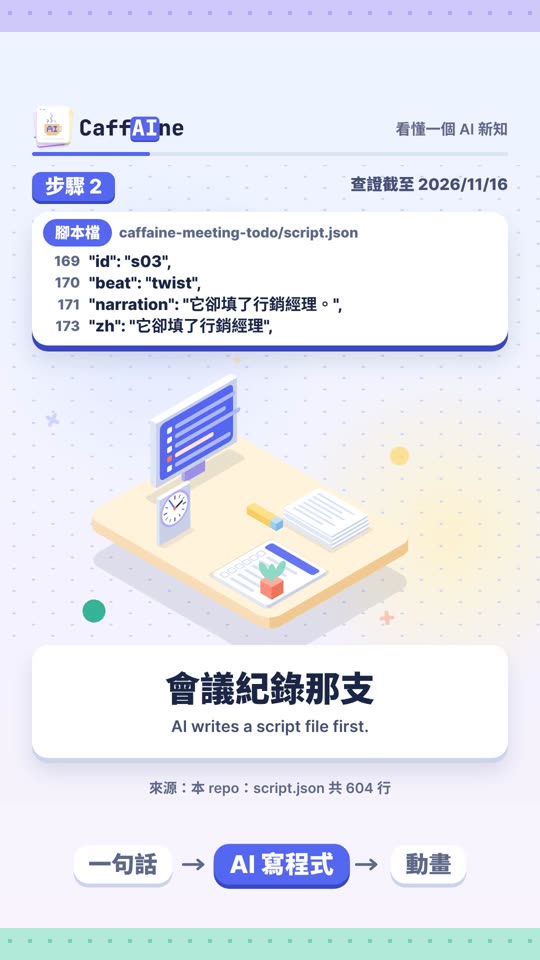 CaffAIne
看懂一個 AI 新知
步驟 2
查證截至 2026/11/16
腳本檔 caffaine-meeting-todo/script.json
169 "id": "s03",
170 "beat": "twist",
171 "narration": "它卻填了行銷經理。",
173 "zh": "它卻填了行銷經理",
會議紀錄那支
AI writes a script file first.
來源：本 repo：script.json 共 604 行
一句話 → AI 寫程式 → 動畫